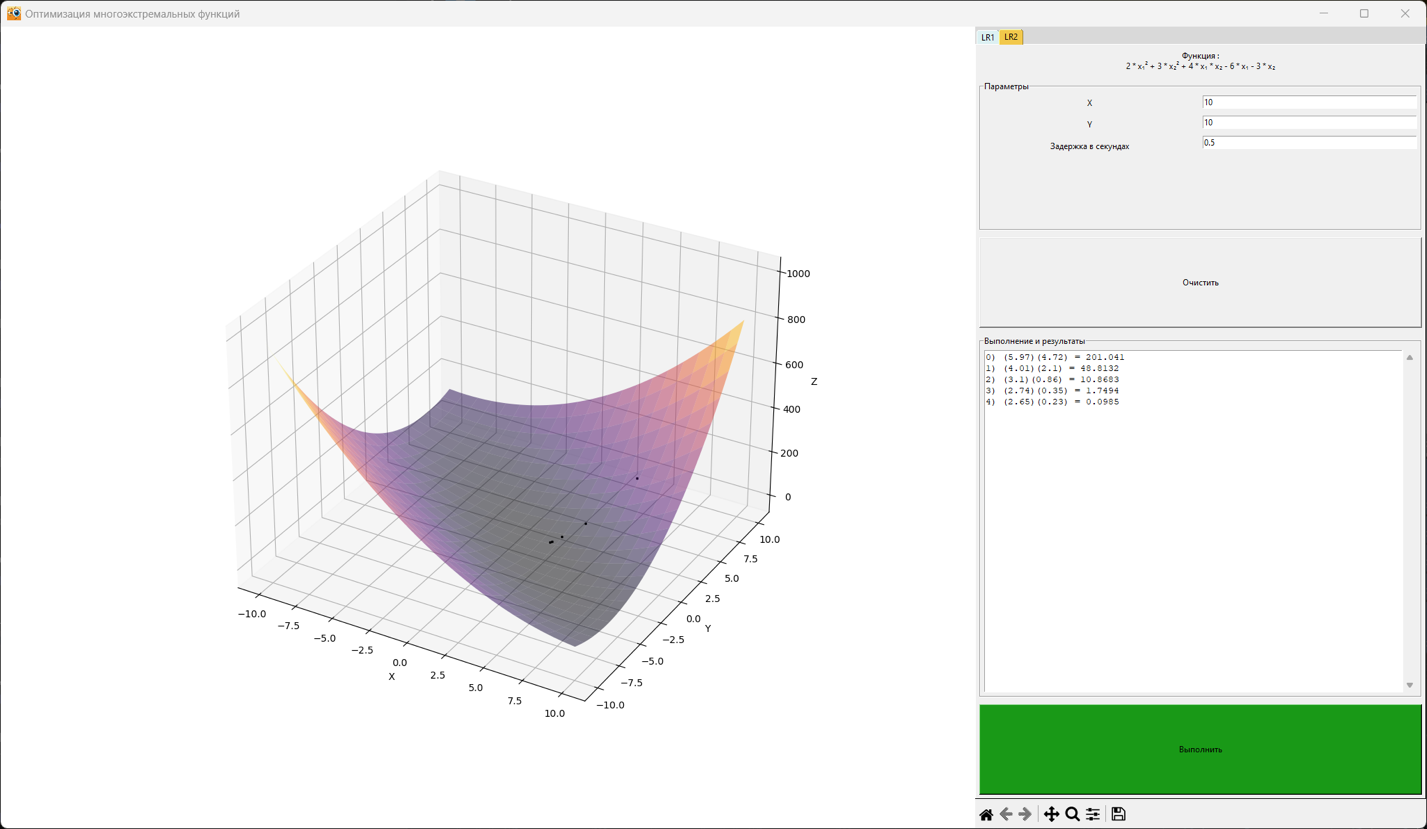 Оптимизация многоэкстремальных функций
LR1 LR2
Функция :
2 * x₁² + 3 * x₂² + 4 * x₁ * x₂ - 6 * x₁ - 3 * x₂
Параметры
X 10
Y 10
Задержка в секундах 0.5
Очистить
Выполнение и результаты
0) (5.97)(4.72) = 201.041
1) (4.01)(2.1) = 48.8132
2) (3.1)(0.86) = 10.8683
3) (2.74)(0.35) = 1.7494
4) (2.65)(0.23) = 0.0985
Выполнить
1000
800
600
Z
400
200
0
10.0
7.5
5.0
2.5
0.0
Y
−2.5
−5.0
−7.5
−10.0
−10.0
−7.5
−5.0
−2.5
0.0
X
2.5
5.0
7.5
10.0